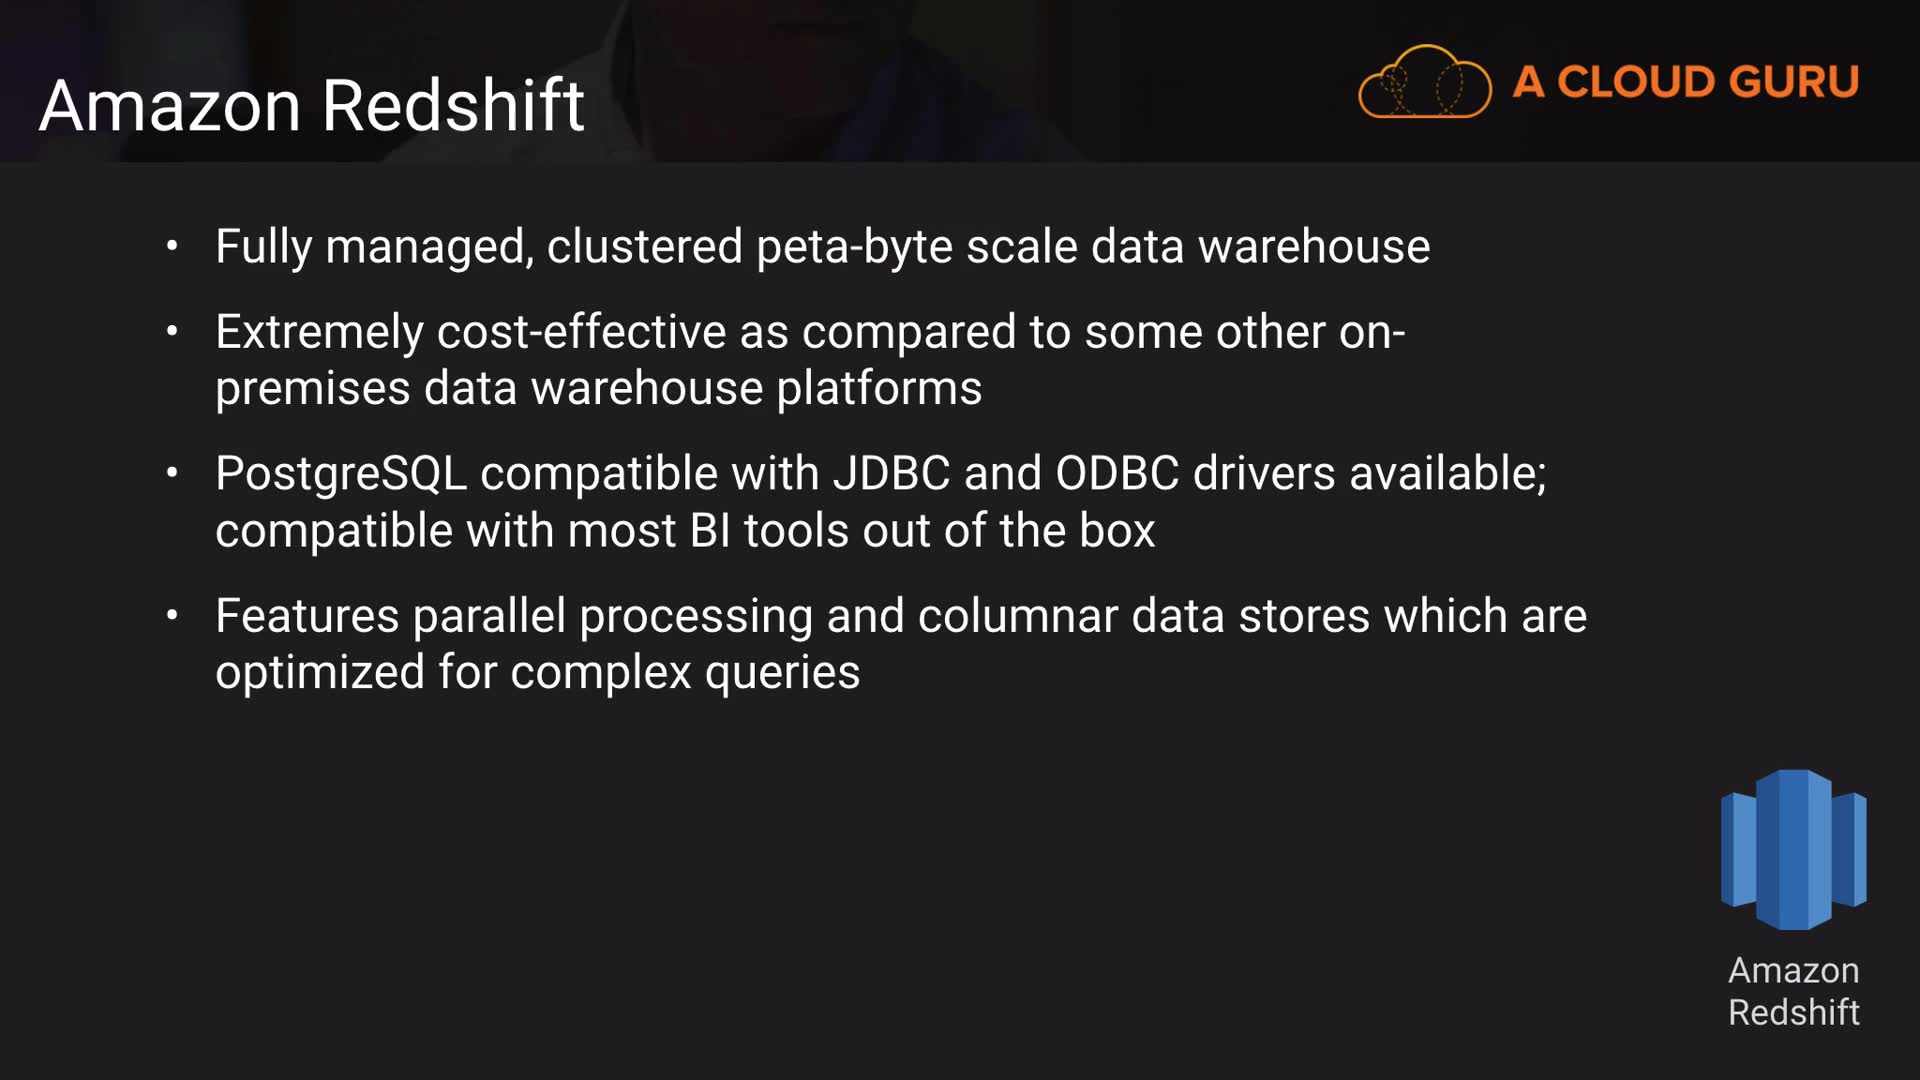 Amazon Redshift
A CLOUD GURU
• Fully managed, clustered peta-byte scale data warehouse
• Extremely cost-effective as compared to some other on-
premises data warehouse platforms
• PostgreSQL compatible with JDBC and ODBC drivers available;
compatible with most BI tools out of the box
• Features parallel processing and columnar data stores which are
optimized for complex queries
Amazon
Redshift